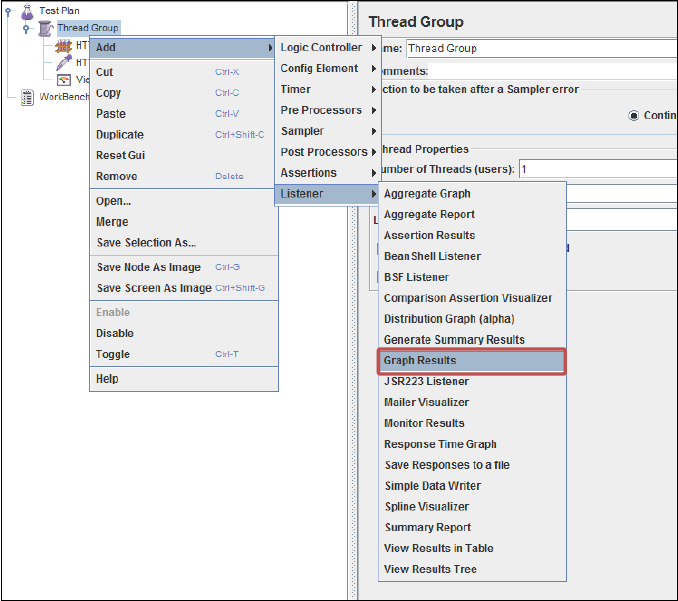 Test Plan
Thread Group
HT
HT
Vie
WorkBench
Add
Cut Ctrl-X
Copy Ctrl-C
Paste Ctrl-V
Duplicate Ctrl+Shift-C
Reset Gui
Remove Delete
Open...
Merge
Save Selection As...
Save Node As Image Ctrl-G
Save Screen As Image Ctrl+Shift-G
Enable
Disable
Toggle Ctrl-T
Help
Logic Controller
Config Element
Timer
Pre Processors
Sampler
Post Processors
Assertions
Listener
Aggregate Graph
Aggregate Report
Assertion Results
BeanShell Listener
BSF Listener
Comparison Assertion Visualizer
Distribution Graph (alpha)
Generate Summary Results
Graph Results
JSR223 Listener
Mailer Visualizer
Monitor Results
Response Time Graph
Save Responses to a file
Simple Data Writer
Spline Visualizer
Summary Report
View Results in Table
View Results Tree
Thread Group
ame: Thread Group
omments:
ction to be taken after a Sampler error
Contin
hread Properties
umber of Threads (users): 1